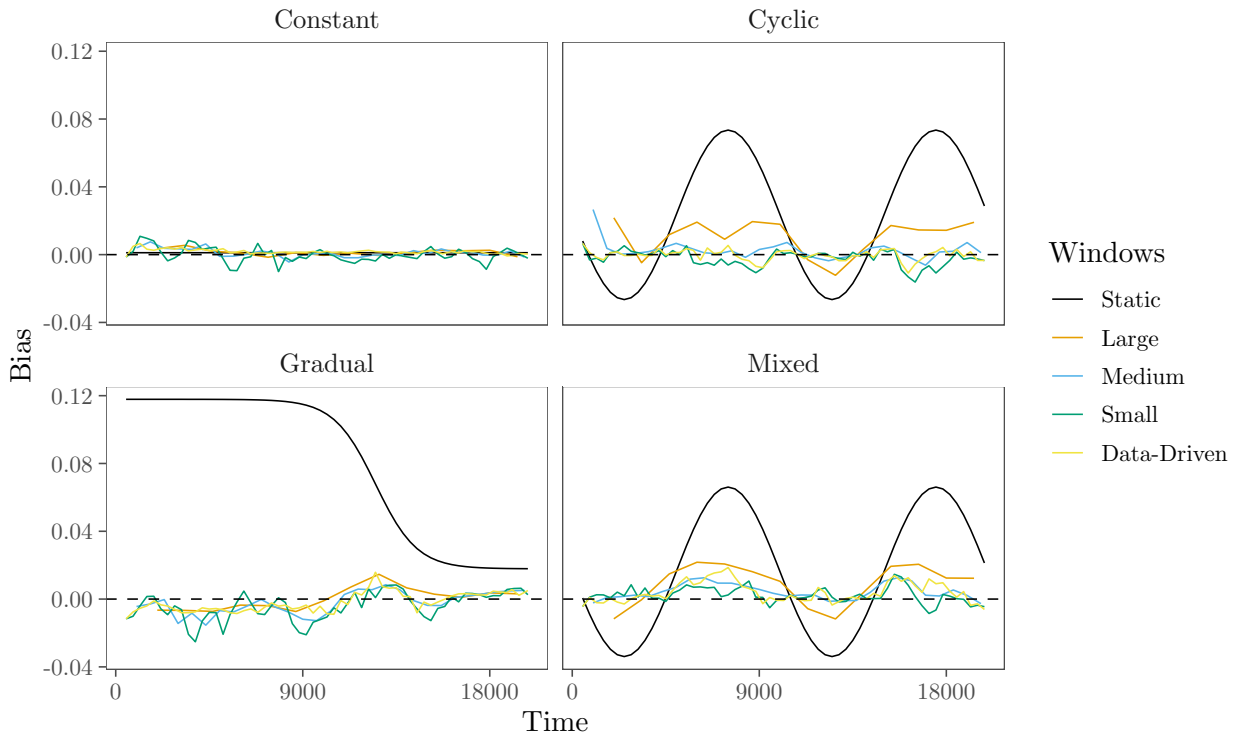 Constant
Cyclic
0.12
0.08
0.04
0.00
-0.04
Gradual
Mixed
0.12
0.08
0.04
0.00
-0.04
0
9000
18000
0
9000
18000
Time
Bias
Windows
Static
Large
Medium
Small
Data-Driven